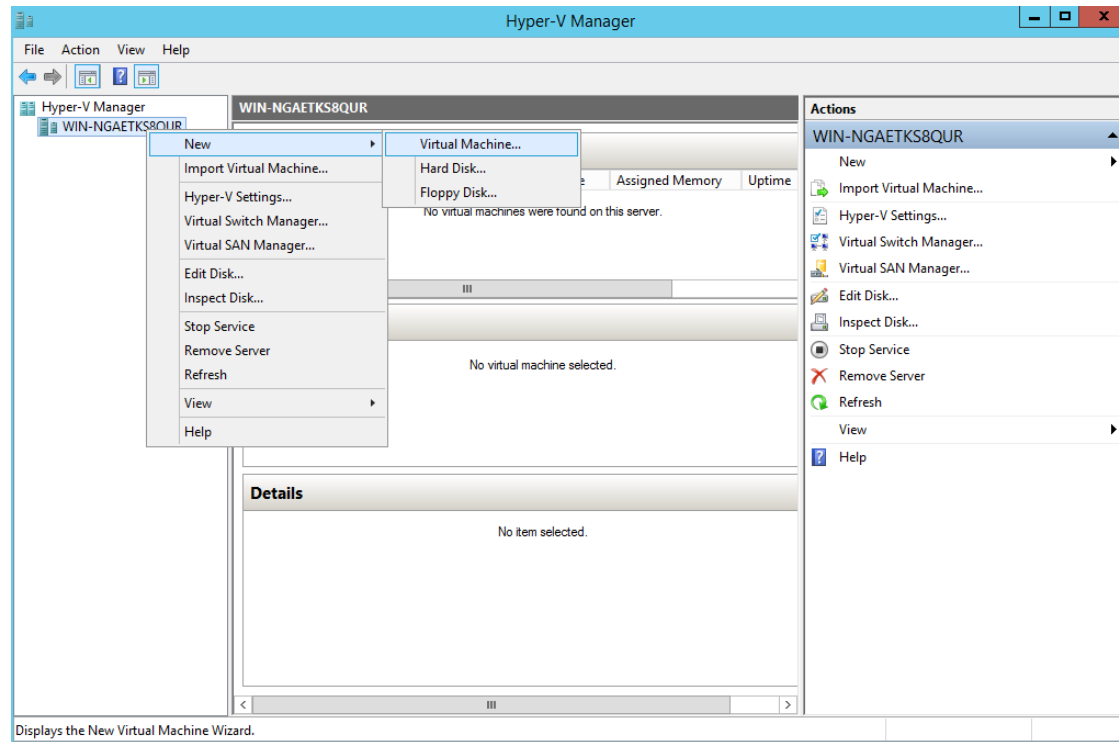 Hyper-V Manager
File Action View Help
Hyper-V Manager
WIN-NGAETKS8QUR
New
Import Virtual Machine...
Hyper-V Settings...
Virtual Switch Manager...
Virtual SAN Manager...
Edit Disk...
Inspect Disk...
Stop Service
Remove Server
Refresh
View
Help
Virtual Machine...
Hard Disk...
Floppy Disk...
WIN-NGAETKS8QUR
Assigned Memory Uptime
No virtual machines were found on this server.
No virtual machine selected.
Details
No item selected.
Actions
WIN-NGAETKS8QUR
New
Import Virtual Machine...
Hyper-V Settings...
Virtual Switch Manager...
Virtual SAN Manager...
Edit Disk...
Inspect Disk...
Stop Service
Remove Server
Refresh
View
Help
Displays the New Virtual Machine Wizard.